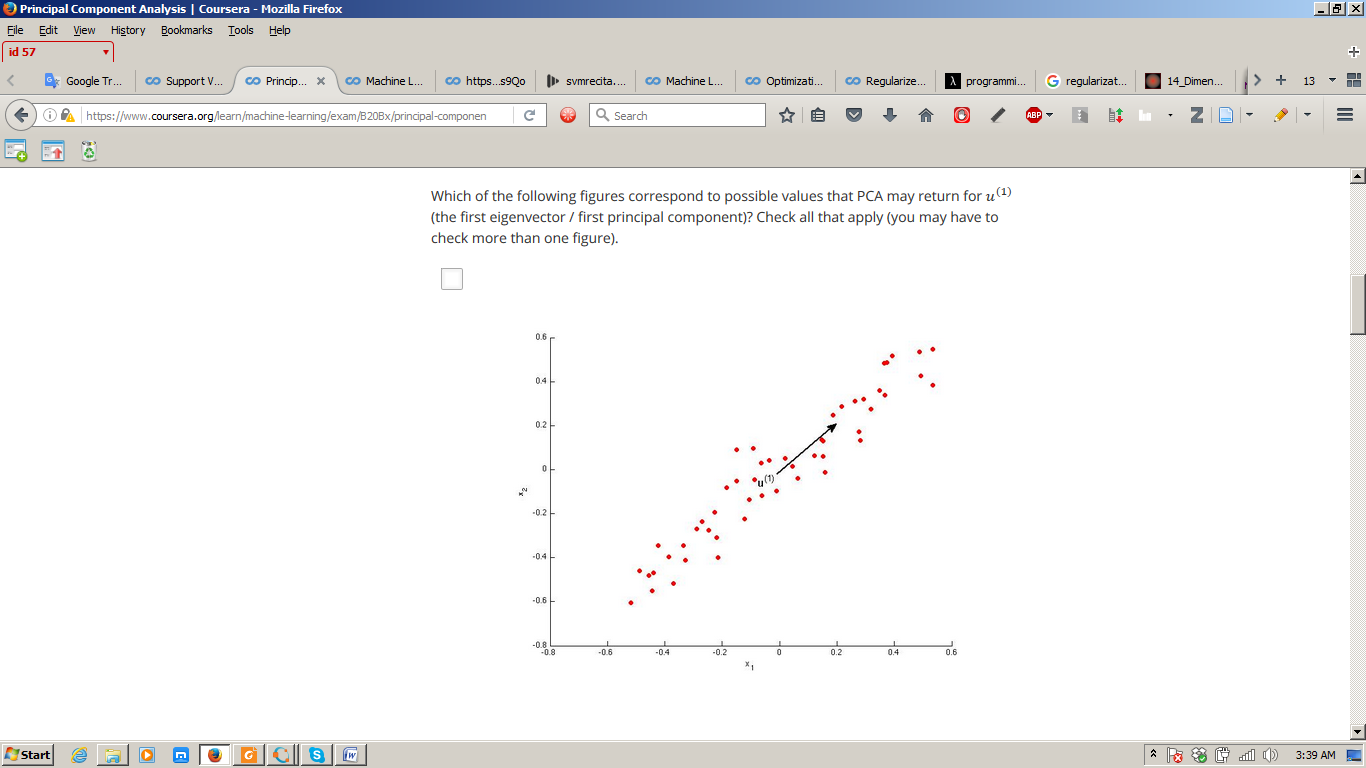 Principal Component Analysis | Coursera - Mozilla Firefox
File Edit View History Bookmarks Tools Help
id 57
Google Tr... Support V... Princip... Machine L... https...s9Qo svmrecita.... Machine L... Optimizati... Regularize... programmi... regularizat... 14_Dimen... 13
https://www.coursera.org/learn/machine-learning/exam/B20Bx/principal-componen
Search
ABP
Which of the following figures correspond to possible values that PCA may return for u⁽¹⁾
(the first eigenvector / first principal component)? Check all that apply (you may have to
check more than one figure).
0.6
0.4
0.2
0
u⁽¹⁾
x₂
-0.2
-0.4
-0.6
-0.8
-0.8 -0.6 -0.4 -0.2 0 0.2 0.4 0.6
x₁
Start
3:39 AM